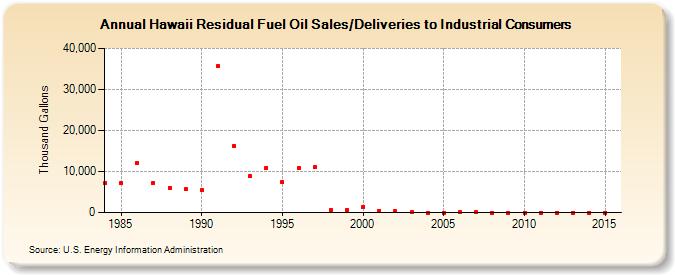 Annual Hawaii Residual Fuel Oil Sales/Deliveries to Industrial Consumers
Thousand Gallons
40,000
30,000
20,000
10,000
0
1985 1990 1995 2000 2005 2010 2015
Source: U.S. Energy Information Administration